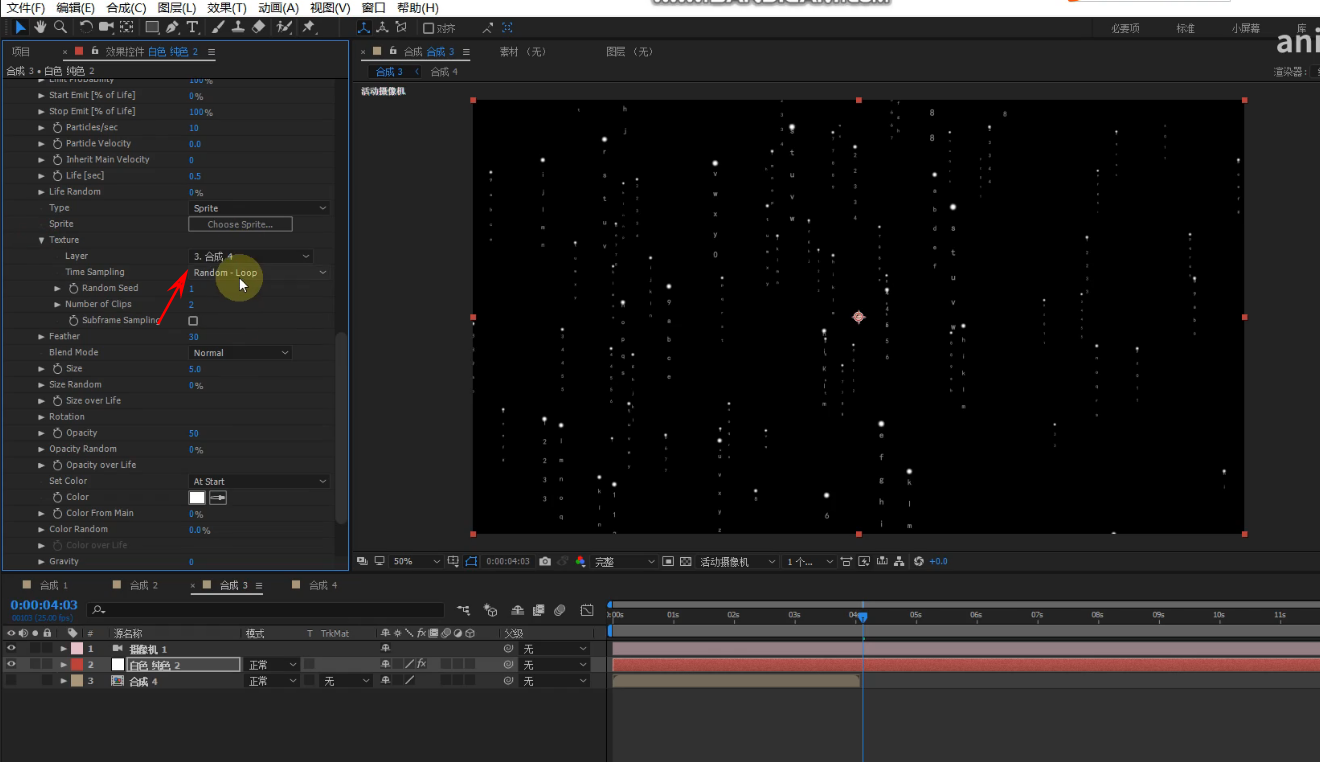 文件(F) 编辑(E) 合成(C) 图层(L) 效果(T) 动画(A) 视图(V) 窗口 帮助(H)
www.BANDICAM.com
对齐
必要项 标准 小屏幕 库
ani
项目 × 效果控件 白色 纯色 2 ≡
× 合成 合成 3 ≡ 素材 （无） 图层 （无）
合成 3 • 白色 纯色 2
合成 3 合成 4
渲染器:
活动摄像机
Emit Probability 100%
Start Emit [% of Life] 0%
Stop Emit [% of Life] 100%
Particles/sec 10
Particle Velocity 0.0
Inherit Main Velocity 0
Life [sec] 0.5
Life Random 0%
Type Sprite
Sprite Choose Sprite...
Texture
Layer 3. 合成 4
Time Sampling Random - Loop
Random Seed 1
Number of Clips 2
Subframe Sampling
Feather 30
Blend Mode Normal
Size 5.0
Size Random 0%
Size over Life
Rotation
Opacity 50
Opacity Random 0%
Opacity over Life
Set Color At Start
Color
Color From Main 0%
Color Random 0.0%
Color over Life
Gravity 0
50% 0:00:04:03 完整 活动摄像机 1 个... +0.0
合成 1 合成 2 × 合成 3 ≡ 合成 4
0:00:04:03
00103 (25.00 fps)
:00s 01s 02s 03s 04s 05s 06s 07s 08s 09s 10s 11s
# 源名称 模式 T TrkMat fx 父级
1 摄像机 1 无
2 白色 纯色 2 正常 fx 无
3 合成 4 正常 无 无